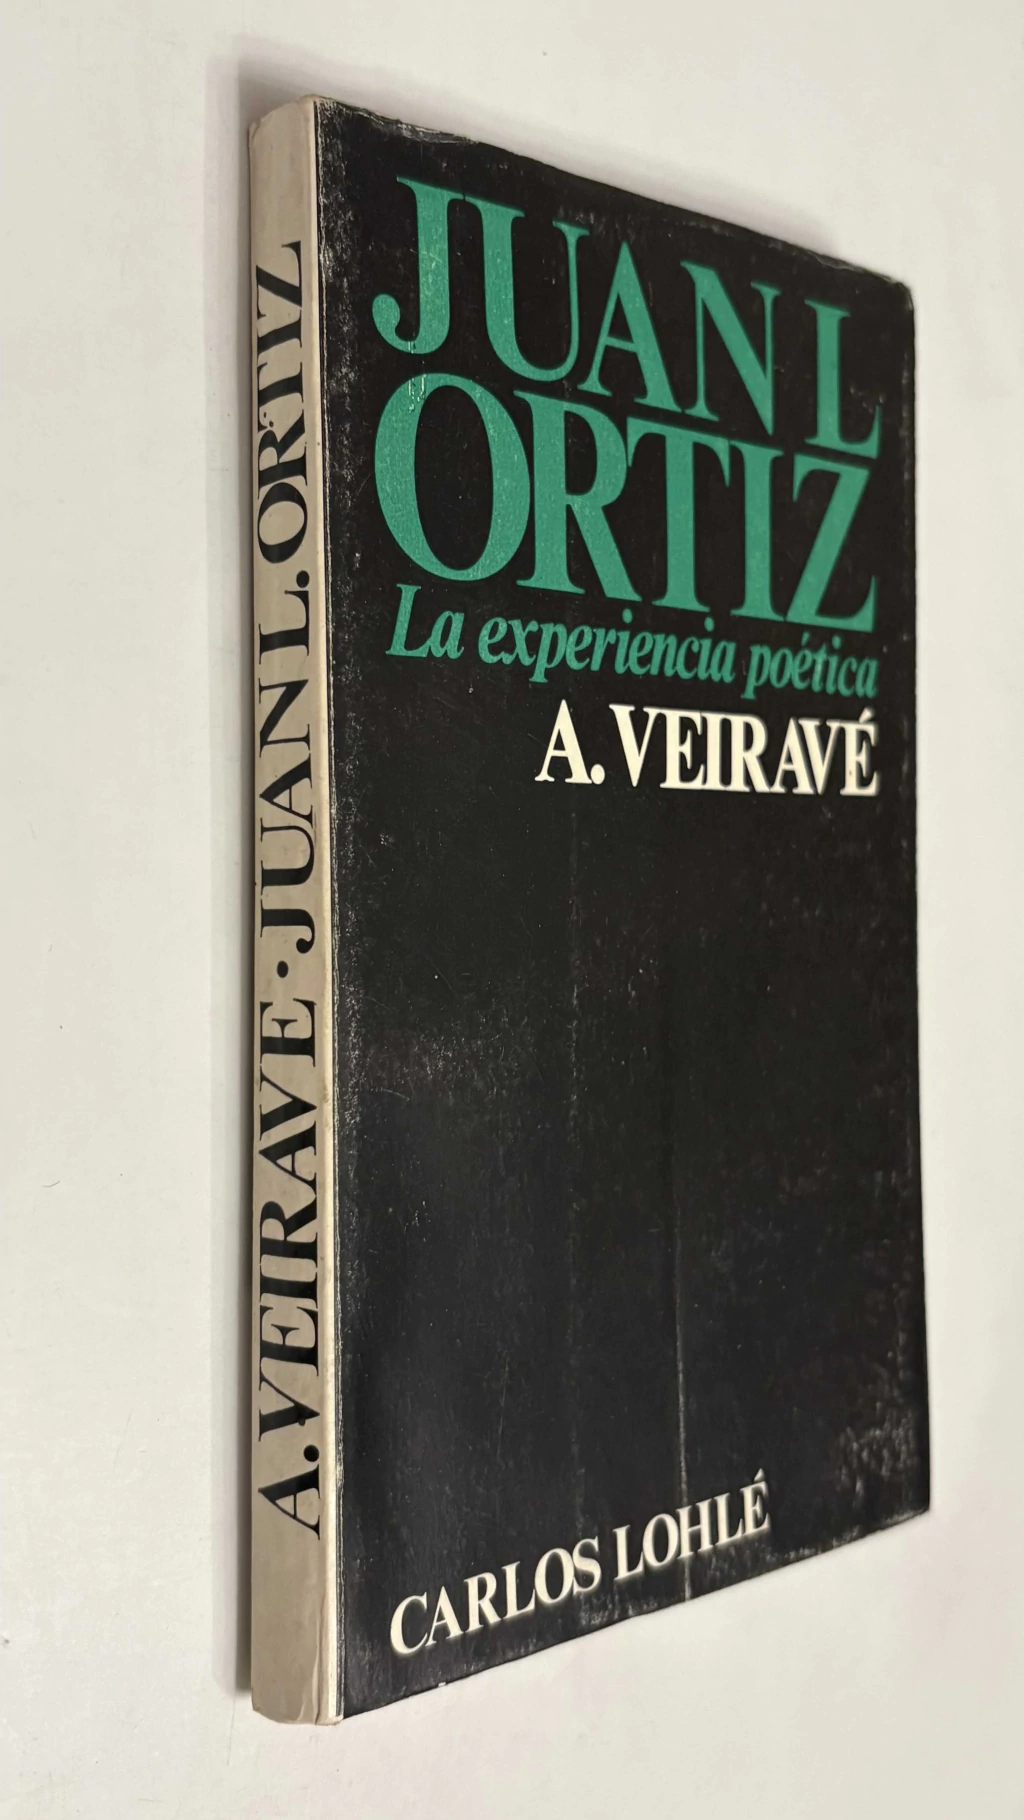 A. VEIRAVE · JUAN L. ORTIZ
JUAN L
ORTIZ
La experiencia poética
A. VEIRAVÉ
CARLOS LOHLÉ